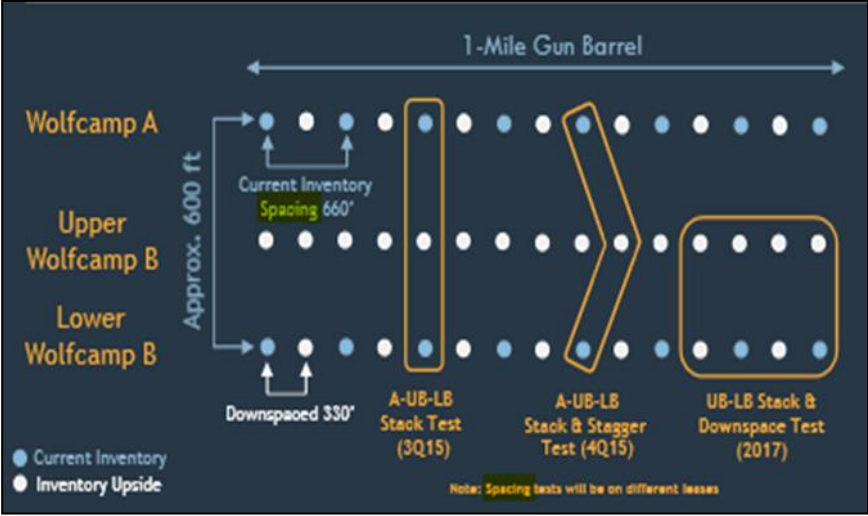 1-Mile Gun Barrel
Wolfcamp A
Approx. 600 ft
Current Inventory
Spacing 660'
Upper
Wolfcamp B
Lower
Wolfcamp B
Downspaced 330'
A-UB-LB
Stack Test
(3Q15)
A-UB-LB
Stack & Stagger
Test (4Q15)
UB-LB Stack &
Downspace Test
(2017)
Current Inventory
Inventory Upside
Note: Spacing tests will be on different leases